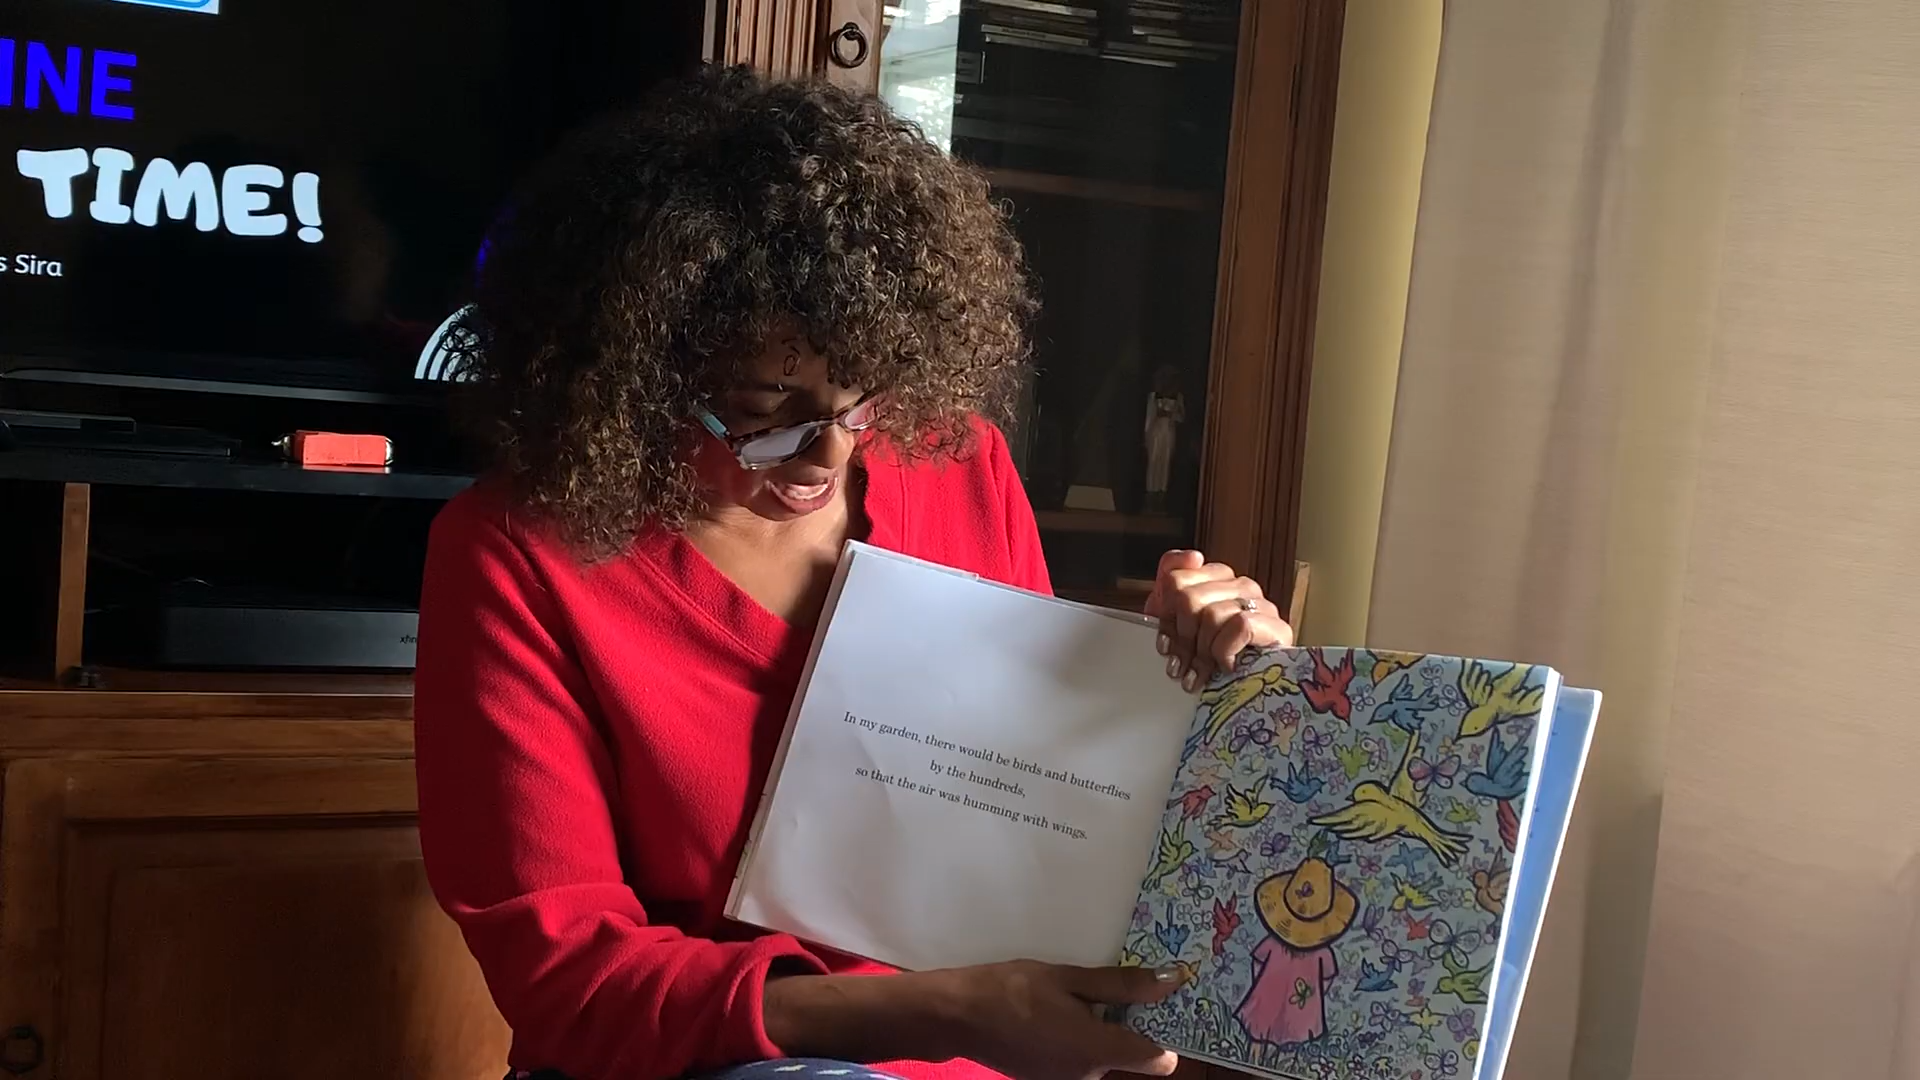 INE
TIME!
s Sira
xfin
In my garden, there would be birds and butterflies
by the hundreds,
so that the air was humming with wings.